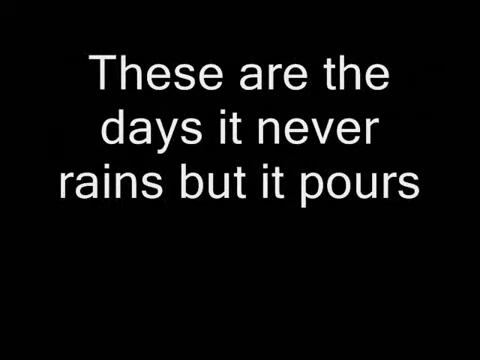 These are the
days it never
rains but it pours